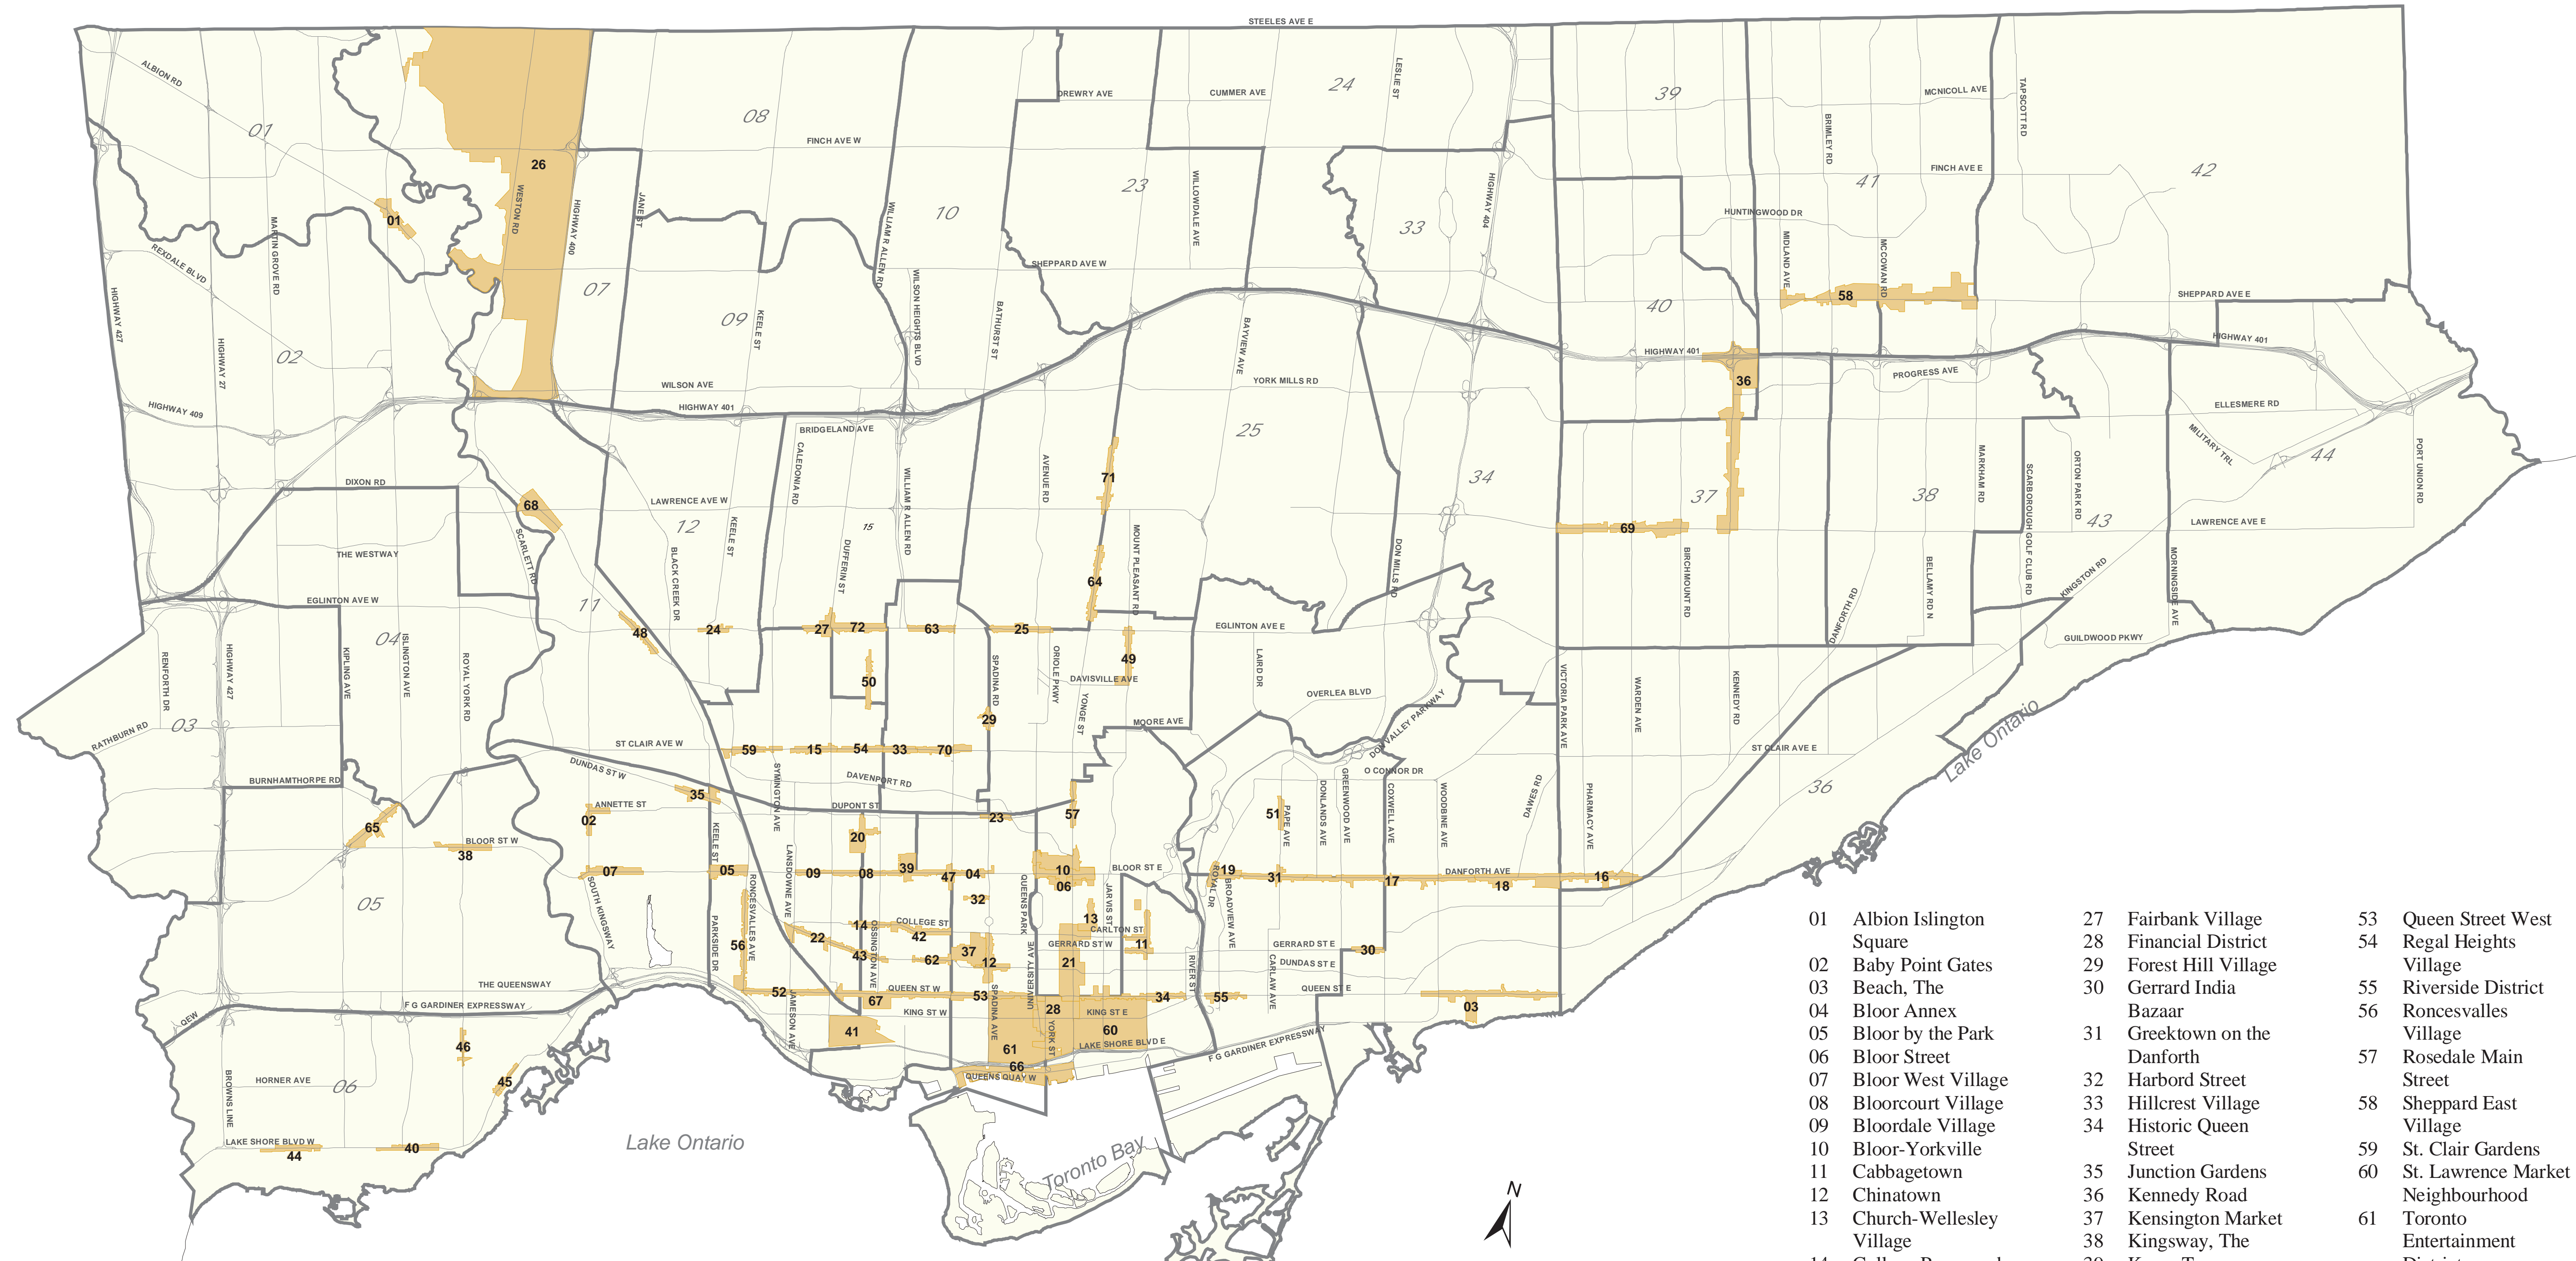 STEELES AVE E
ALBION RD
01
08
24
LESLIE ST
DREWRY AVE
CUMMER AVE
39
MCNICOLL AVE
TAPSCOTT RD
BRIMLEY RD
FINCH AVE W
FINCH AVE E
26
WESTON RD
HIGHWAY 400
JANE ST
WILLIAM R ALLEN RD
10
23
WILLOWDALE AVE
33
HIGHWAY 404
41
42
HUNTINGWOOD DR
MIDLAND AVE
MCCOWAN RD
01
MARTIN GROVE RD
REXDALE BLVD
SHEPPARD AVE W
58
SHEPPARD AVE E
07
09
KEELE ST
WILSON HEIGHTS BLVD
BATHURST ST
BAYVIEW AVE
40
HIGHWAY 427
HIGHWAY 27
02
HIGHWAY 401
HIGHWAY 401
36
PROGRESS AVE
WILSON AVE
YORK MILLS RD
HIGHWAY 409
HIGHWAY 401
ELLESMERE RD
BRIDGELAND AVE
25
CALEDONIA RD
WILLIAM R ALLEN RD
AVENUE RD
71
34
37
38
MARKHAM RD
SCARBOROUGH GOLF CLUB RD
ORTON PARK RD
43
MILITARY TRL
44
PORT UNION RD
DIXON RD
68
LAWRENCE AVE W
12
KEELE ST
15
69
LAWRENCE AVE E
THE WESTWAY
SCARLETT RD
BLACK CREEK DR
DUFFERIN ST
64
MOUNT PLEASANT RD
DON MILLS RD
BIRCHMOUNT RD
BELLAMY RD N
DANFORTH RD
KINGSTON RD
MORNINGSIDE AVE
EGLINTON AVE W
11
48
24
27
72
63
25
EGLINTON AVE E
GUILDWOOD PKWY
04
RENFORTH DR
HIGHWAY 427
KIPLING AVE
ISLINGTON AVE
ROYAL YORK RD
50
SPADINA RD
ORIOLE PKWY
49
DAVISVILLE AVE
LAIRD DR
OVERLEA BLVD
VICTORIA PARK AVE
WARDEN AVE
KENNEDY RD
03
RATHBURN RD
29
YONGE ST
MOORE AVE
DON VALLEY PARKWAY
Lake Ontario
ST CLAIR AVE W
59
15
54
33
70
ST CLAIR AVE E
DUNDAS ST W
SYMINGTON AVE
DAVENPORT RD
O CONNOR DR
36
BURNHAMTHORPE RD
35
ANNETTE ST
DUPONT ST
02
23
57
51
PAPE AVE
DONLANDS AVE
GREENWOOD AVE
COXWELL AVE
WOODBINE AVE
DAWES RD
PHARMACY AVE
65
38
BLOOR ST W
KEELE ST
20
07
05
LANSDOWNE AVE
09
08
39
47
04
10
06
BLOOR ST E
19
31
17
DANFORTH AVE
18
16
05
SOUTH KINGSWAY
PARKSIDE DR
RONCESVALLES AVE
56
22
14
OSSINGTON AVE
COLLEGE ST
42
43
62
32
37
12
QUEENS PARK
UNIVERSITY AVE
13
JARVIS ST
CARLTON ST
GERRARD ST W
11
21
ROYAL DR
BROADVIEW AVE
GERRARD ST E
30
DUNDAS ST E
CARLAW AVE
RIVER ST
THE QUEENSWAY
F G GARDINER EXPRESSWAY
QEW
52
JAMESON AVE
67
QUEEN ST W
53
SPADINA AVE
34
55
QUEEN ST E
03
41
KING ST W
28
YORK ST
KING ST E
60
61
LAKE SHORE BLVD E
F G GARDINER EXPRESSWAY
66
QUEENS QUAY W
46
45
HORNER AVE
BROWNS LINE
06
LAKE SHORE BLVD W
44
40
Lake Ontario
Toronto Bay
N
01 Albion Islington
Square
02 Baby Point Gates
03 Beach, The
04 Bloor Annex
05 Bloor by the Park
06 Bloor Street
07 Bloor West Village
08 Bloorcourt Village
09 Bloordale Village
10 Bloor-Yorkville
11 Cabbagetown
12 Chinatown
13 Church-Wellesley
Village
27 Fairbank Village
28 Financial District
29 Forest Hill Village
30 Gerrard India
Bazaar
31 Greektown on the
Danforth
32 Harbord Street
33 Hillcrest Village
34 Historic Queen
Street
35 Junction Gardens
36 Kennedy Road
37 Kensington Market
38 Kingsway, The
53 Queen Street West
54 Regal Heights
Village
55 Riverside District
56 Roncesvalles
Village
57 Rosedale Main
Street
58 Sheppard East
Village
59 St. Clair Gardens
60 St. Lawrence Market
Neighbourhood
61 Toronto
Entertainment